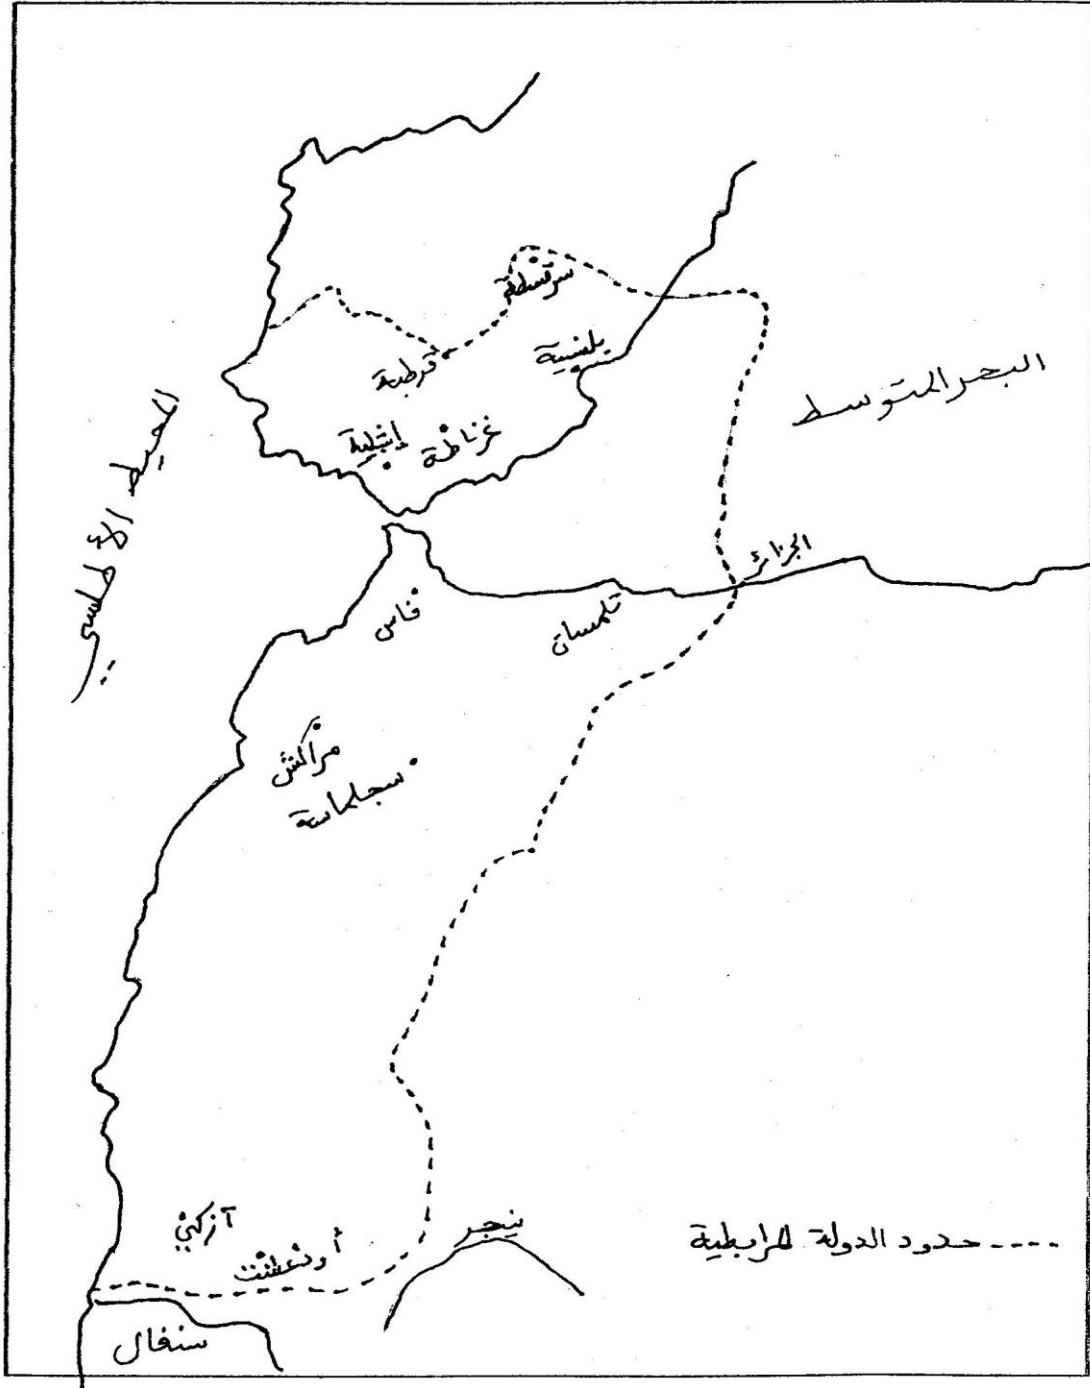 سرقسطة
بلنسية
قرطبة
البحر المتوسط
غرناطة
إشبيلية
المحيط الأطلسي
الجزائر
فاس
تلمسان
مراكش
سجلماسة
آزكي
نيجر
أودغشت
---- حدود الدولة المرابطية
سنغال